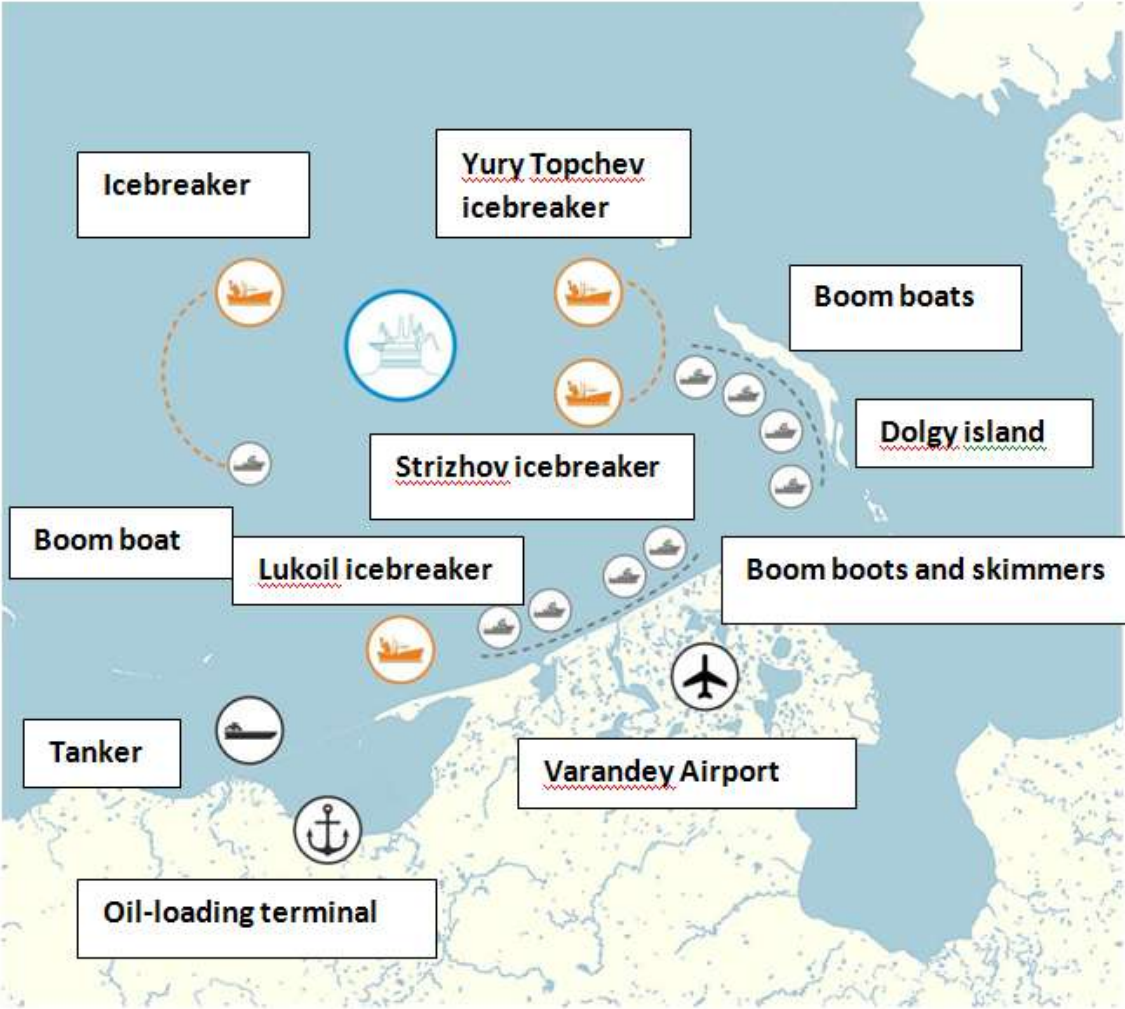 Icebreaker
Yury Topchev
icebreaker
Boom boats
Dolgy island
Strizhov icebreaker
Boom boat
Lukoil icebreaker
Boom boots and skimmers
Tanker
Varandey Airport
Oil-loading terminal